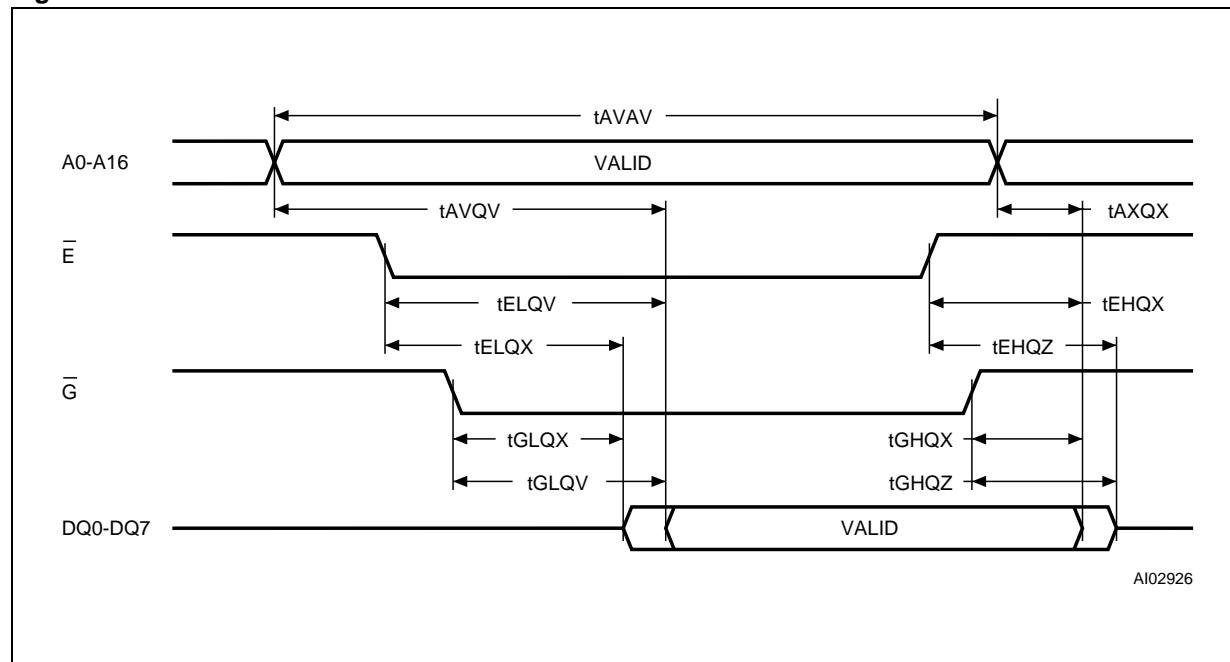 tAVAV
A0-A16
VALID
tAVQV
tAXQX
E̅
tELQV
tEHQX
tELQX
tEHQZ
G̅
tGLQX
tGHQX
tGLQV
tGHQZ
DQ0-DQ7
VALID
AI02926